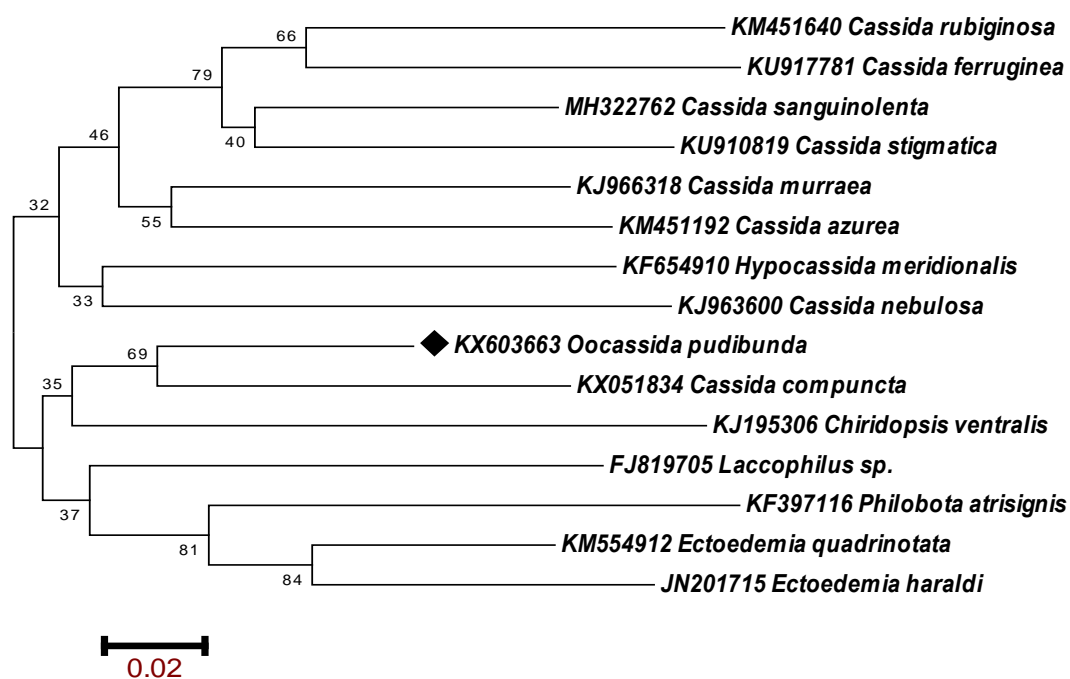 66
KM451640 Cassida rubiginosa
79
KU917781 Cassida ferruginea
46
MH322762 Cassida sanguinolenta
40
KU910819 Cassida stigmatica
32
KJ966318 Cassida murraea
55
KM451192 Cassida azurea
KF654910 Hypocassida meridionalis
33
KJ963600 Cassida nebulosa
69
KX603663 Oocassida pudibunda
35
KX051834 Cassida compuncta
KJ195306 Chiridopsis ventralis
FJ819705 Laccophilus sp.
37
KF397116 Philobota atrisignis
81
KM554912 Ectoedemia quadrinotata
84
JN201715 Ectoedemia haraldi
0.02